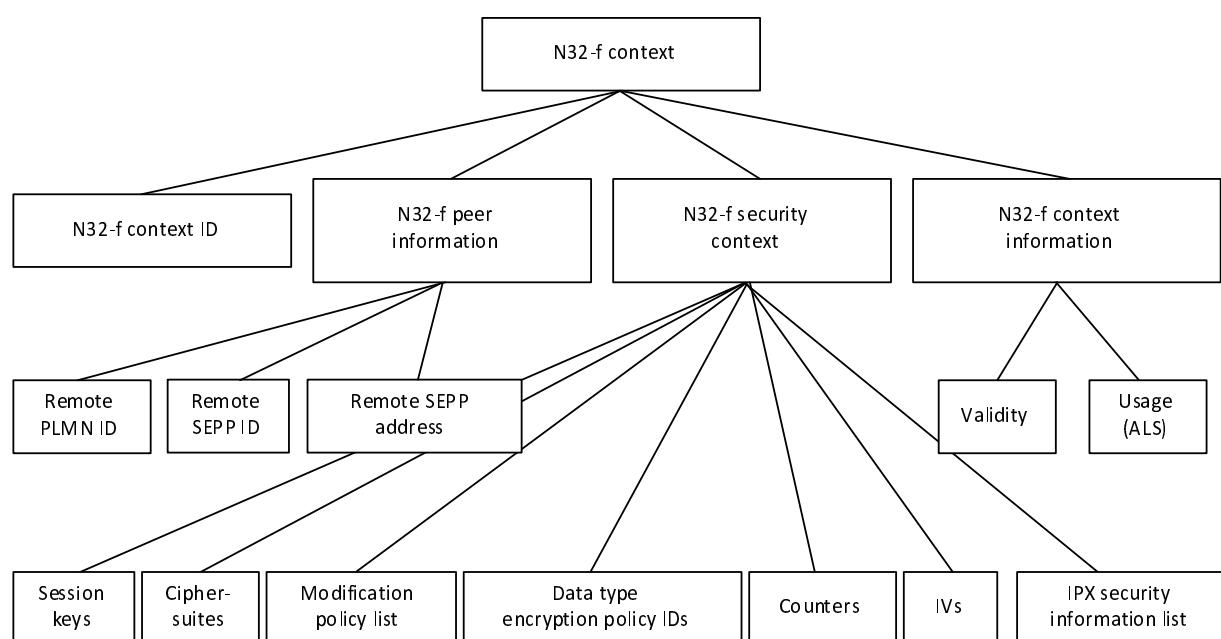 N32-f context
N32-f context ID
N32-f peer
information
N32-f security
context
N32-f context
information
Remote
PLMN ID
Remote
SEPP ID
Remote SEPP
address
Validity
Usage
(ALS)
Session
keys
Cipher-
suites
Modification
policy list
Data type
encryption policy IDs
Counters
IVs
IPX security
information list